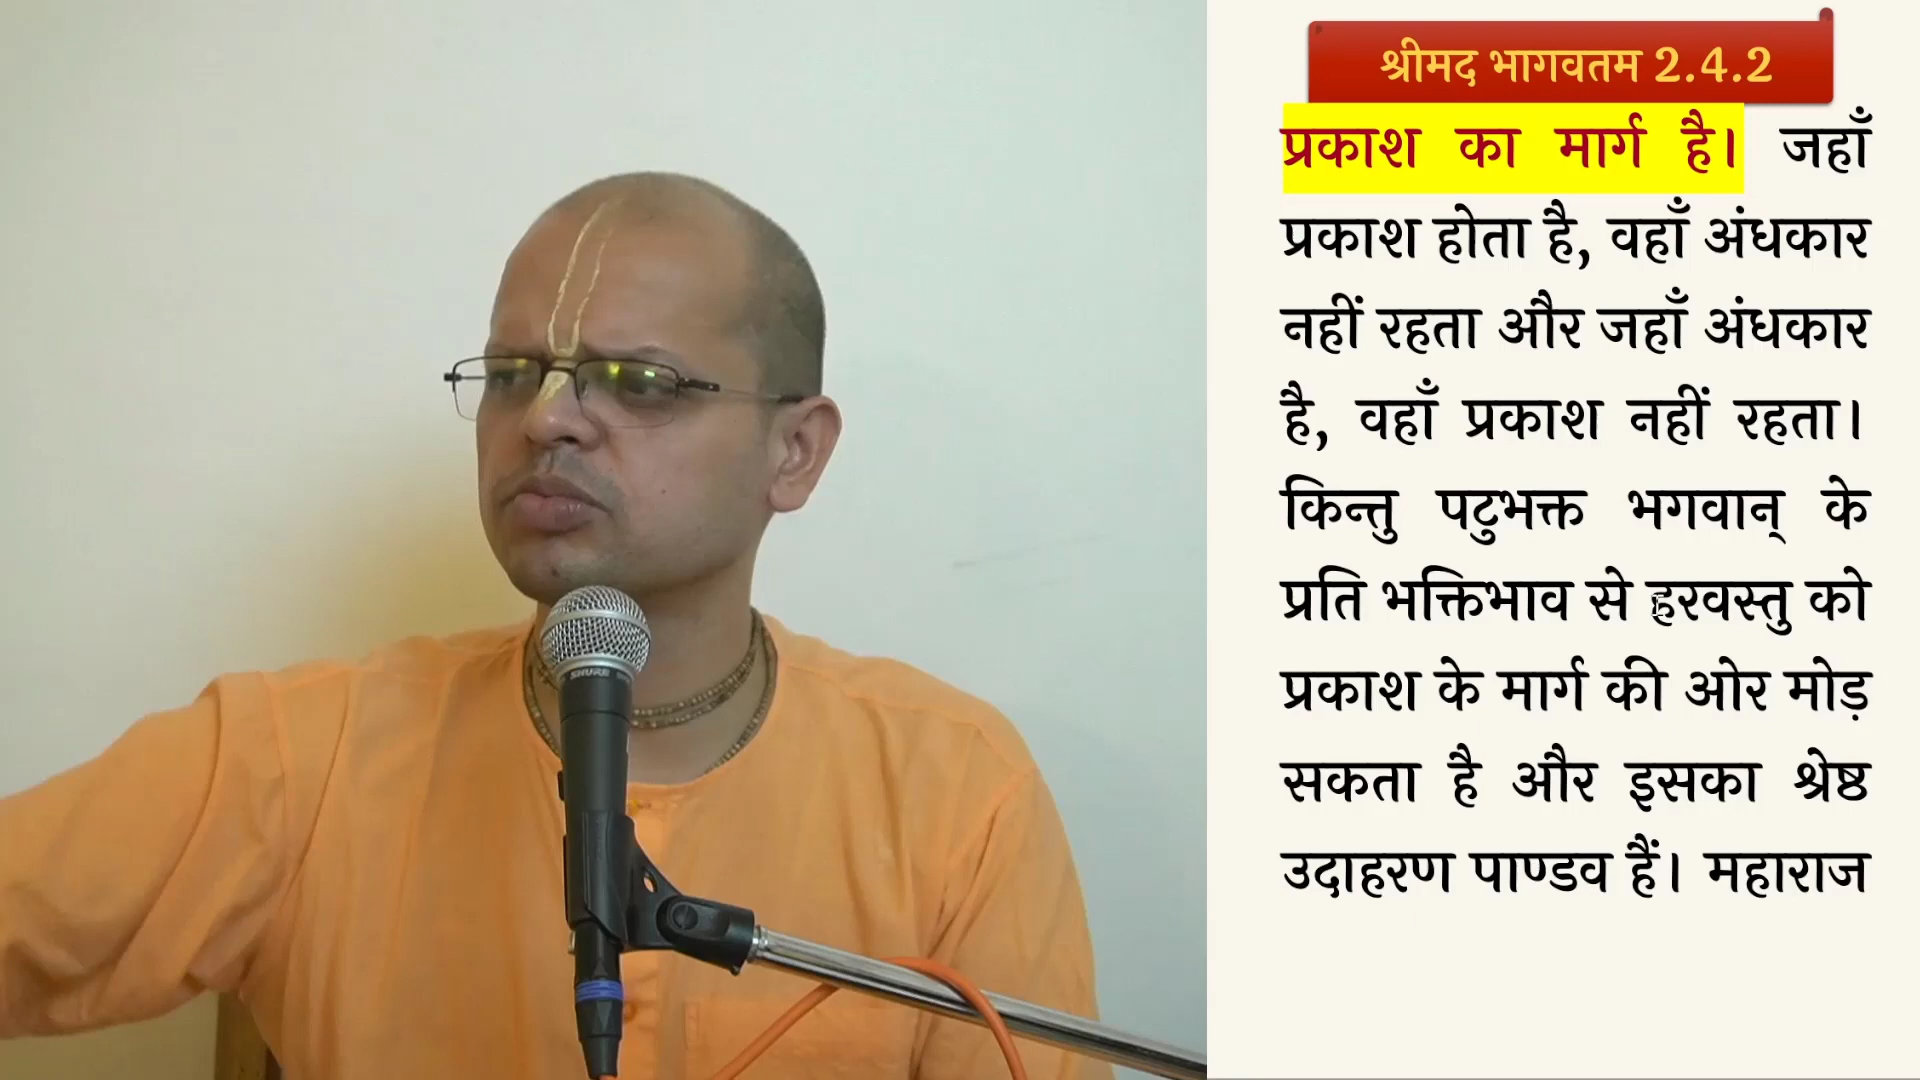 श्रीमद भागवतम 2.4.2
प्रकाश का मार्ग है। जहाँ
प्रकाश होता है, वहाँ अंधकार
नहीं रहता और जहाँ अंधकार
है, वहाँ प्रकाश नहीं रहता।
किन्तु पटुभक्त भगवान् के
प्रति भक्तिभाव से हरवस्तु को
प्रकाश के मार्ग की ओर मोड़
सकता है और इसका श्रेष्ठ
उदाहरण पाण्डव हैं। महाराज
SHURE